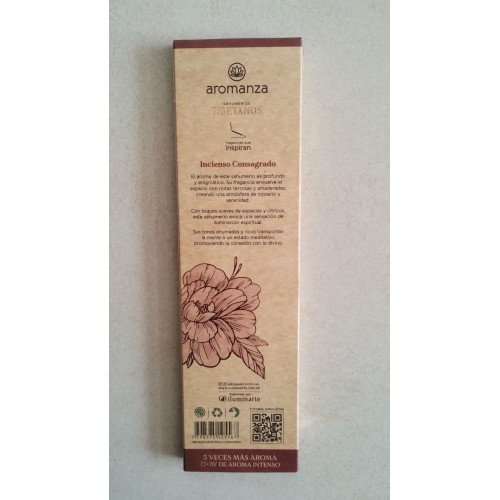 aromanza
SAHUMERIOS
TIBETANOS
fragancias que
inspiran
Incienso Consagrado
El aroma de este sahumerio es profundo
y enigmático. Su fragancia envuelve el
espacio con notas terrosas y amaderadas,
creando una atmósfera de misterio y
serenidad.
Con toques suaves de especias y cítricos,
este sahumerio evoca una sensación de
iluminación espiritual.
Sus tonos ahumados y ricos transportan
la mente a un estado meditativo,
promoviendo la conexión con lo divino.
iluminarte
5 VECES MÁS AROMA
12×70' DE AROMA INTENSO